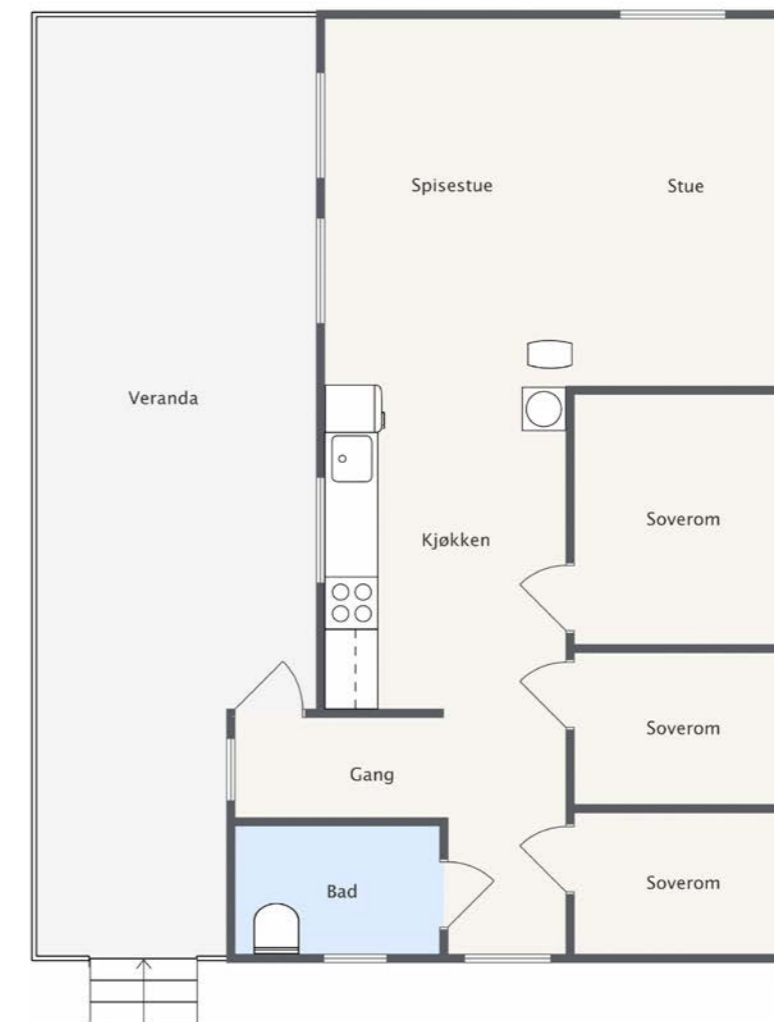 Spisestue
Stue
Veranda
Soverom
Kjøkken
Soverom
Gang
Soverom
Bad